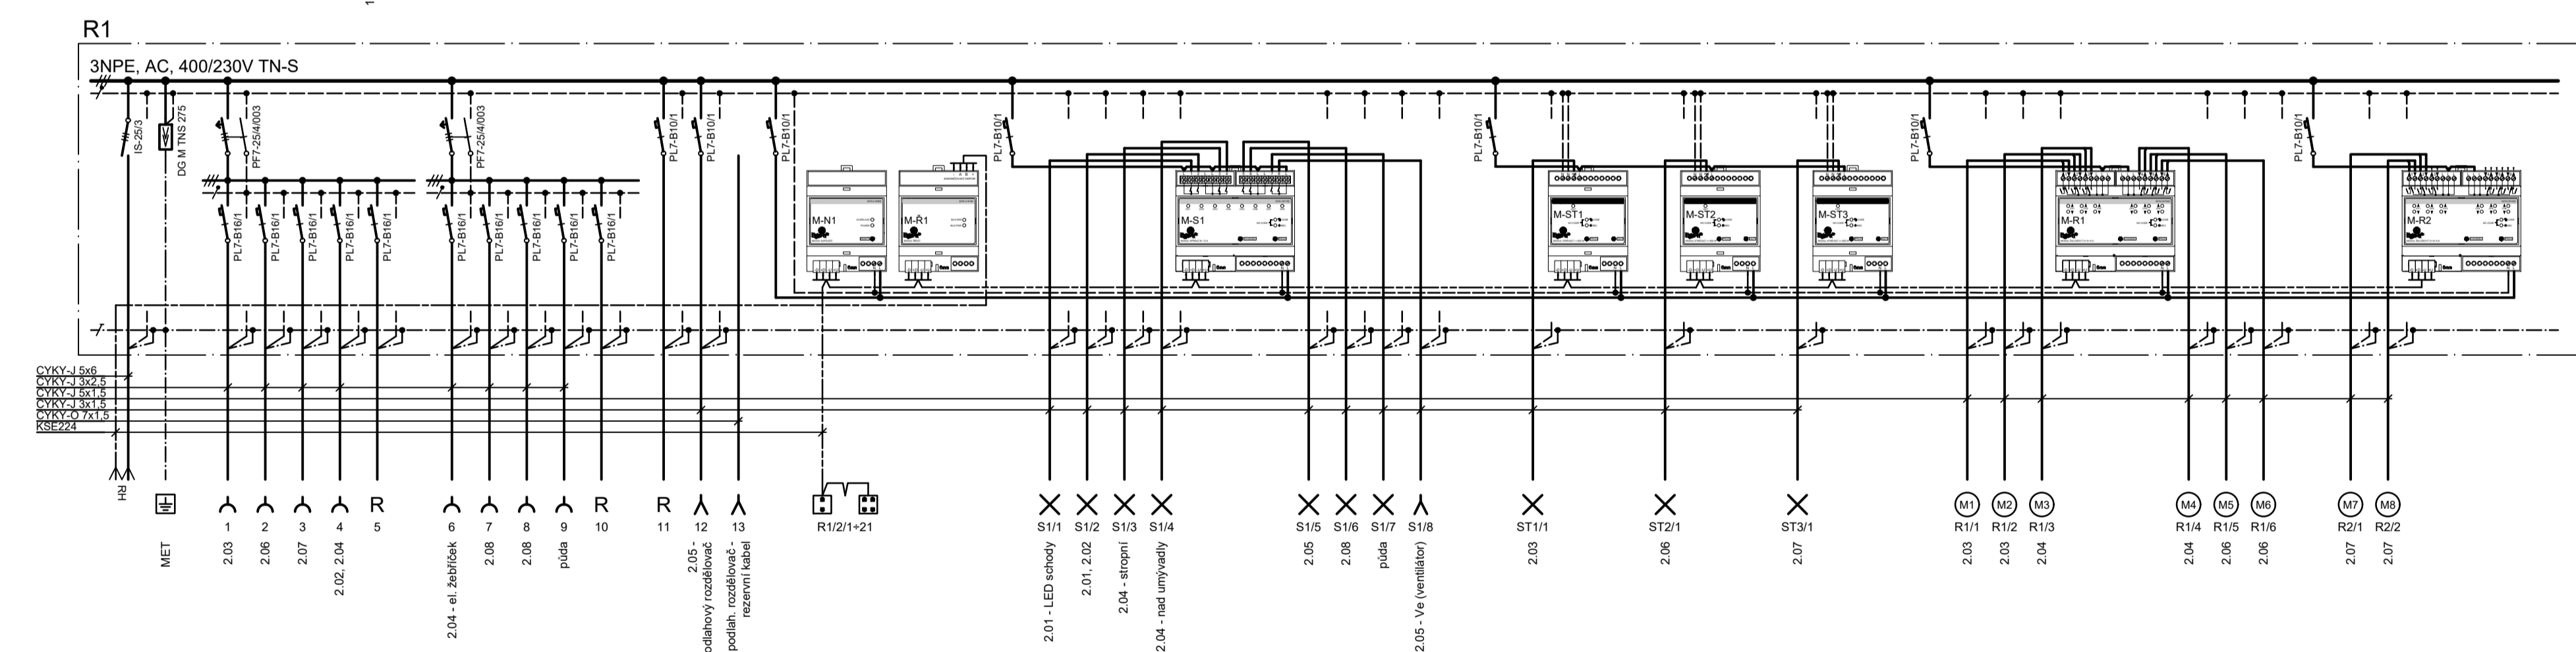 R1
3NPE, AC, 400/230V TN-S
IS-25/3
DG M TNS 275
PF7-25/4/003
PF7-25/4/003
PL7-B10/1
PL7-B10/1
PL7-B10/1
PL7-B10/1
PL7-B10/1
PL7-B10/1
PL7-B10/1
PL7-B16/1
PL7-B16/1
PL7-B16/1
PL7-B16/1
PL7-B16/1
PL7-B16/1
PL7-B16/1
PL7-B16/1
PL7-B16/1
PL7-B16/1
M-N1
M-Ř1
M-S1
M-ST1
M-ST2
M-ST3
M-R1
M-R2
CYKY-J 5x6
CYKY-J 3x2,5
CYKY-J 5x1,5
CYKY-J 3x1,5
CYKY-O 7x1,5
KSE224
RH
R
R
R
M1
M2
M3
M4
M5
M6
M7
M8
1
2
3
4
5
6
7
8
9
10
11
12
13
R1/2/1÷21
S1/1
S1/2
S1/3
S1/4
S1/5
S1/6
S1/7
S1/8
ST1/1
ST2/1
ST3/1
R1/1
R1/2
R1/3
R1/4
R1/5
R1/6
R2/1
R2/2
MET
2.03
2.06
2.07
2.02, 2.04
2.04 - el. žebříček
2.08
2.08
půda
2.05 -
odlahový rozdělovač
podlah. rozdělovač -
rezervní kabel
2.01 - LED schody
2.01, 2.02
2.04 - stropní
2.04 - nad umývadly
2.05
2.08
půda
2.05 - Ve (ventilátor)
2.03
2.06
2.07
2.03
2.03
2.04
2.04
2.06
2.06
2.07
2.07